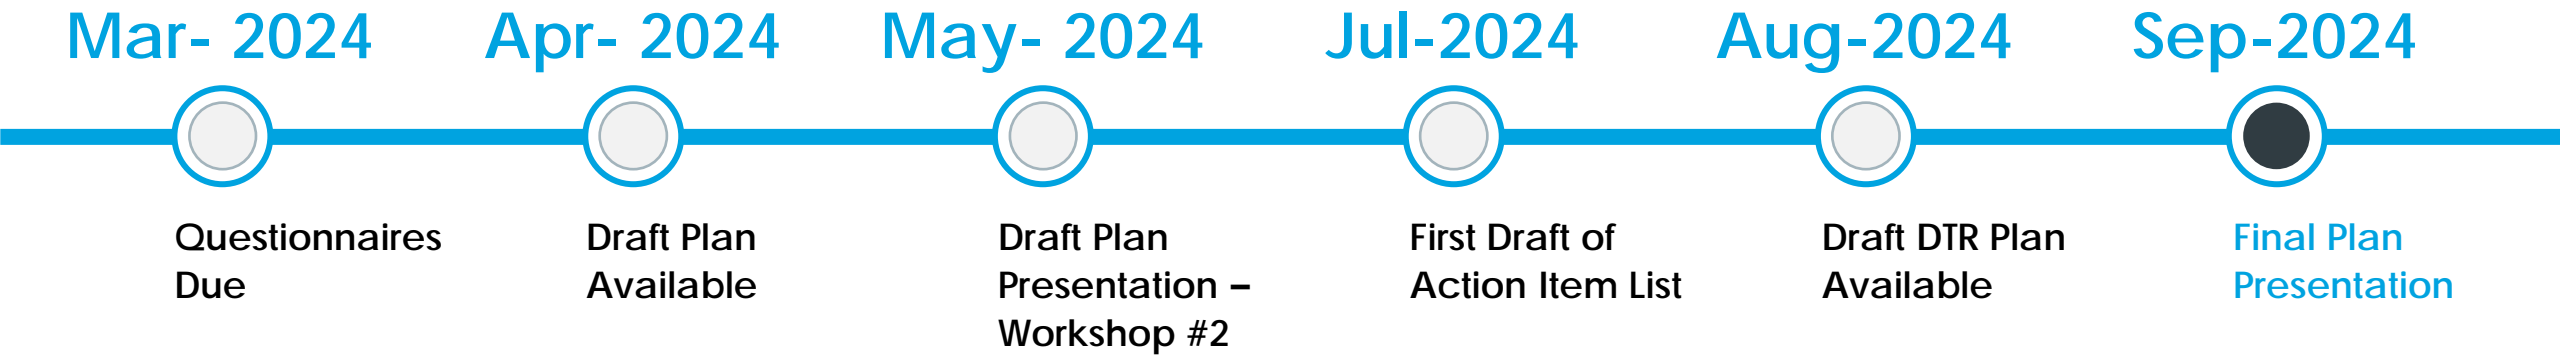 Mar- 2024
Apr- 2024
May- 2024
Jul-2024
Aug-2024
Sep-2024
Questionnaires
Due
Draft Plan
Available
Draft Plan
Presentation –
Workshop #2
First Draft of
Action Item List
Draft DTR Plan
Available
Final Plan
Presentation